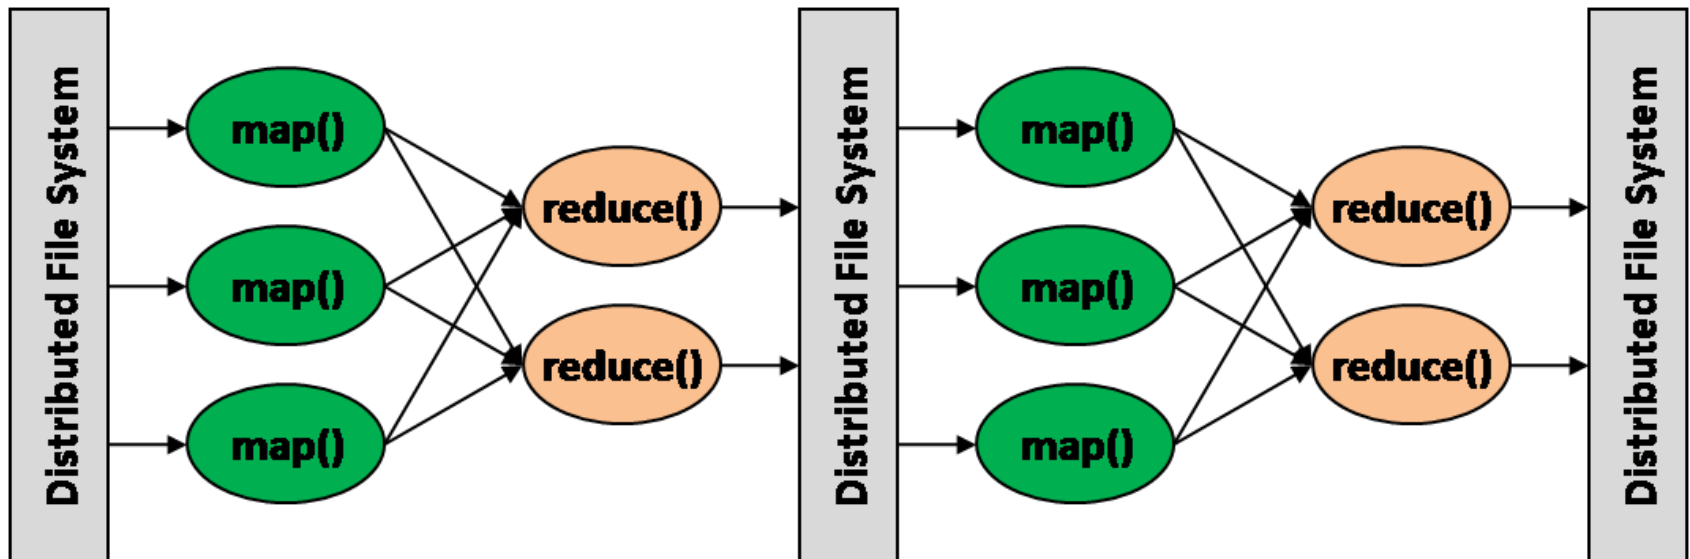 Distributed File System
map()
map()
map()
reduce()
reduce()
Distributed File System
map()
map()
map()
reduce()
reduce()
Distributed File System